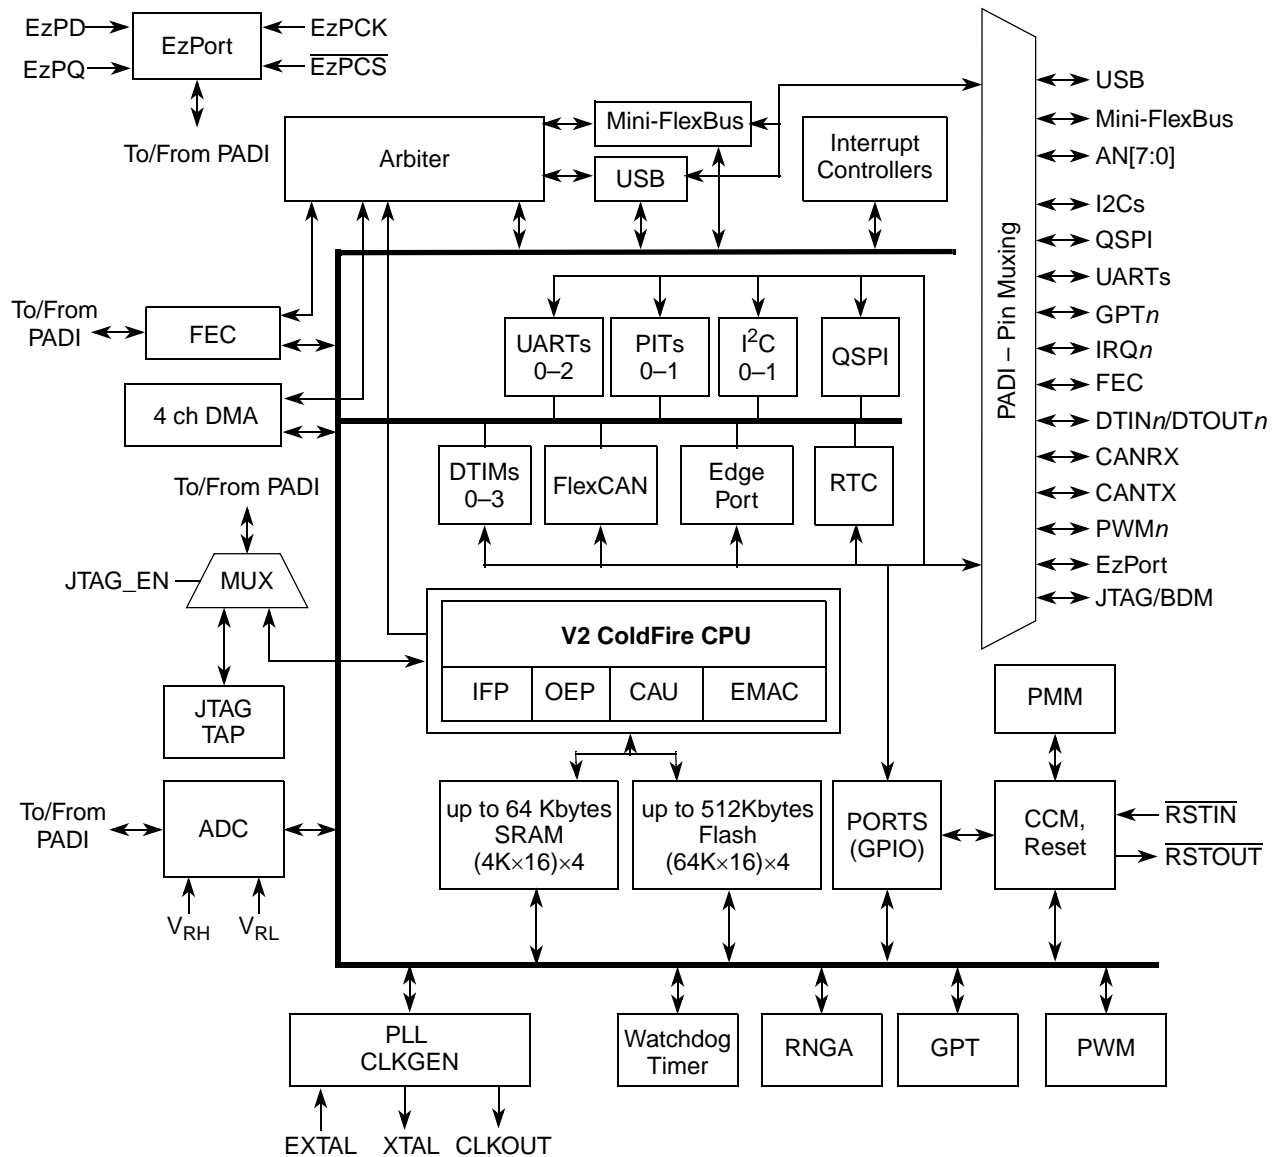 EzPD
EzPort
EzPCK
EzPQ
EzPCS
To/From PADI
Arbiter
Mini-FlexBus
USB
Interrupt
Controllers
PADI – Pin Muxing
USB
Mini-FlexBus
AN[7:0]
I2Cs
QSPI
UARTs
GPTn
IRQn
FEC
DTINn/DTOUTn
CANRX
CANTX
PWMn
EzPort
JTAG/BDM
To/From
PADI
FEC
UARTs
0–2
PITs
0–1
I²C
0–1
QSPI
4 ch DMA
DTIMs
0–3
FlexCAN
Edge
Port
RTC
To/From PADI
JTAG_EN
MUX
V2 ColdFire CPU
IFP
OEP
CAU
EMAC
JTAG
TAP
PMM
To/From
PADI
ADC
VRH
VRL
up to 64 Kbytes
SRAM
(4K×16)×4
up to 512Kbytes
Flash
(64K×16)×4
PORTS
(GPIO)
CCM,
Reset
RSTIN
RSTOUT
PLL
CLKGEN
Watchdog
Timer
RNGA
GPT
PWM
EXTAL
XTAL
CLKOUT